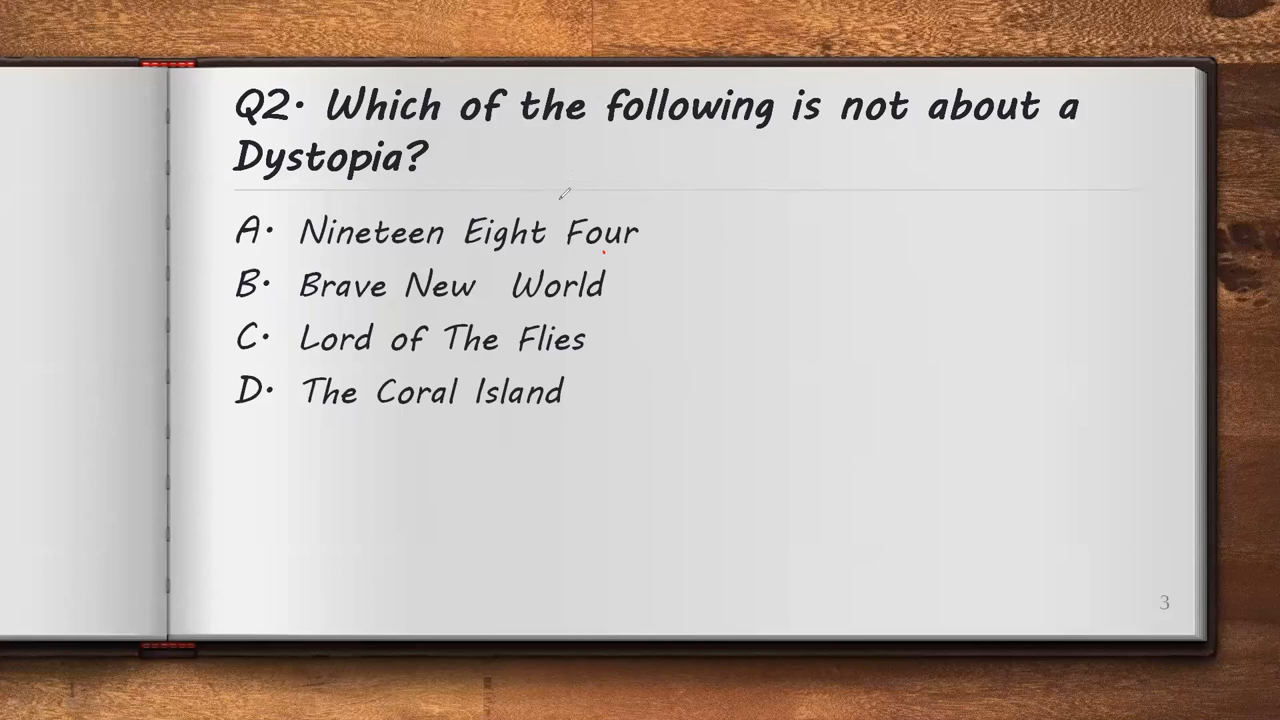 Q2. Which of the following is not about a
Dystopia?
A. Nineteen Eight Four
B. Brave New World
C. Lord of The Flies
D. The Coral Island
3